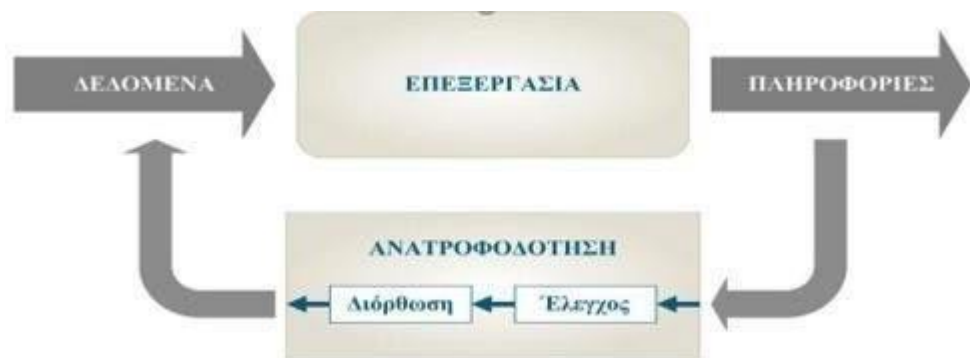 ΔΕΔΟΜΕΝΑ
ΕΠΕΞΕΡΓΑΣΙΑ
ΠΛΗΡΟΦΟΡΙΕΣ
ΑΝΑΤΡΟΦΟΔΟΤΗΣΗ
Διόρθωση
Έλεγχος